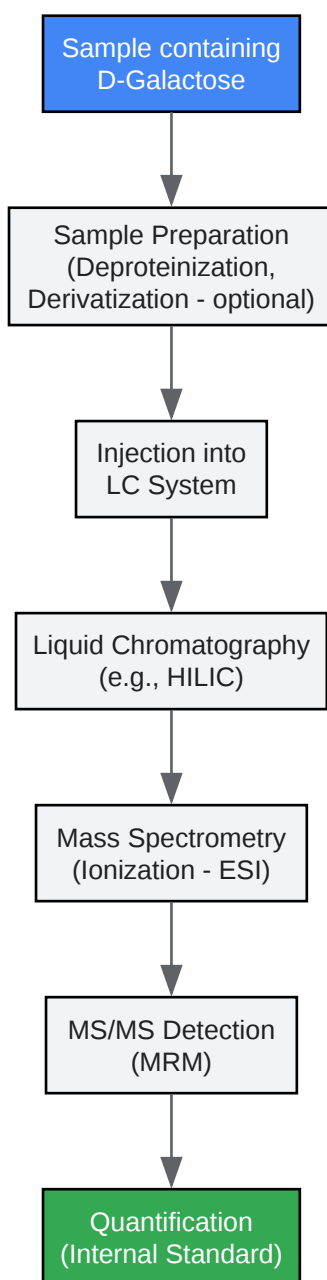 Sample containing
D-Galactose
Sample Preparation
(Deproteinization,
Derivatization - optional)
Injection into
LC System
Liquid Chromatography
(e.g., HILIC)
Mass Spectrometry
(Ionization - ESI)
MS/MS Detection
(MRM)
Quantification
(Internal Standard)